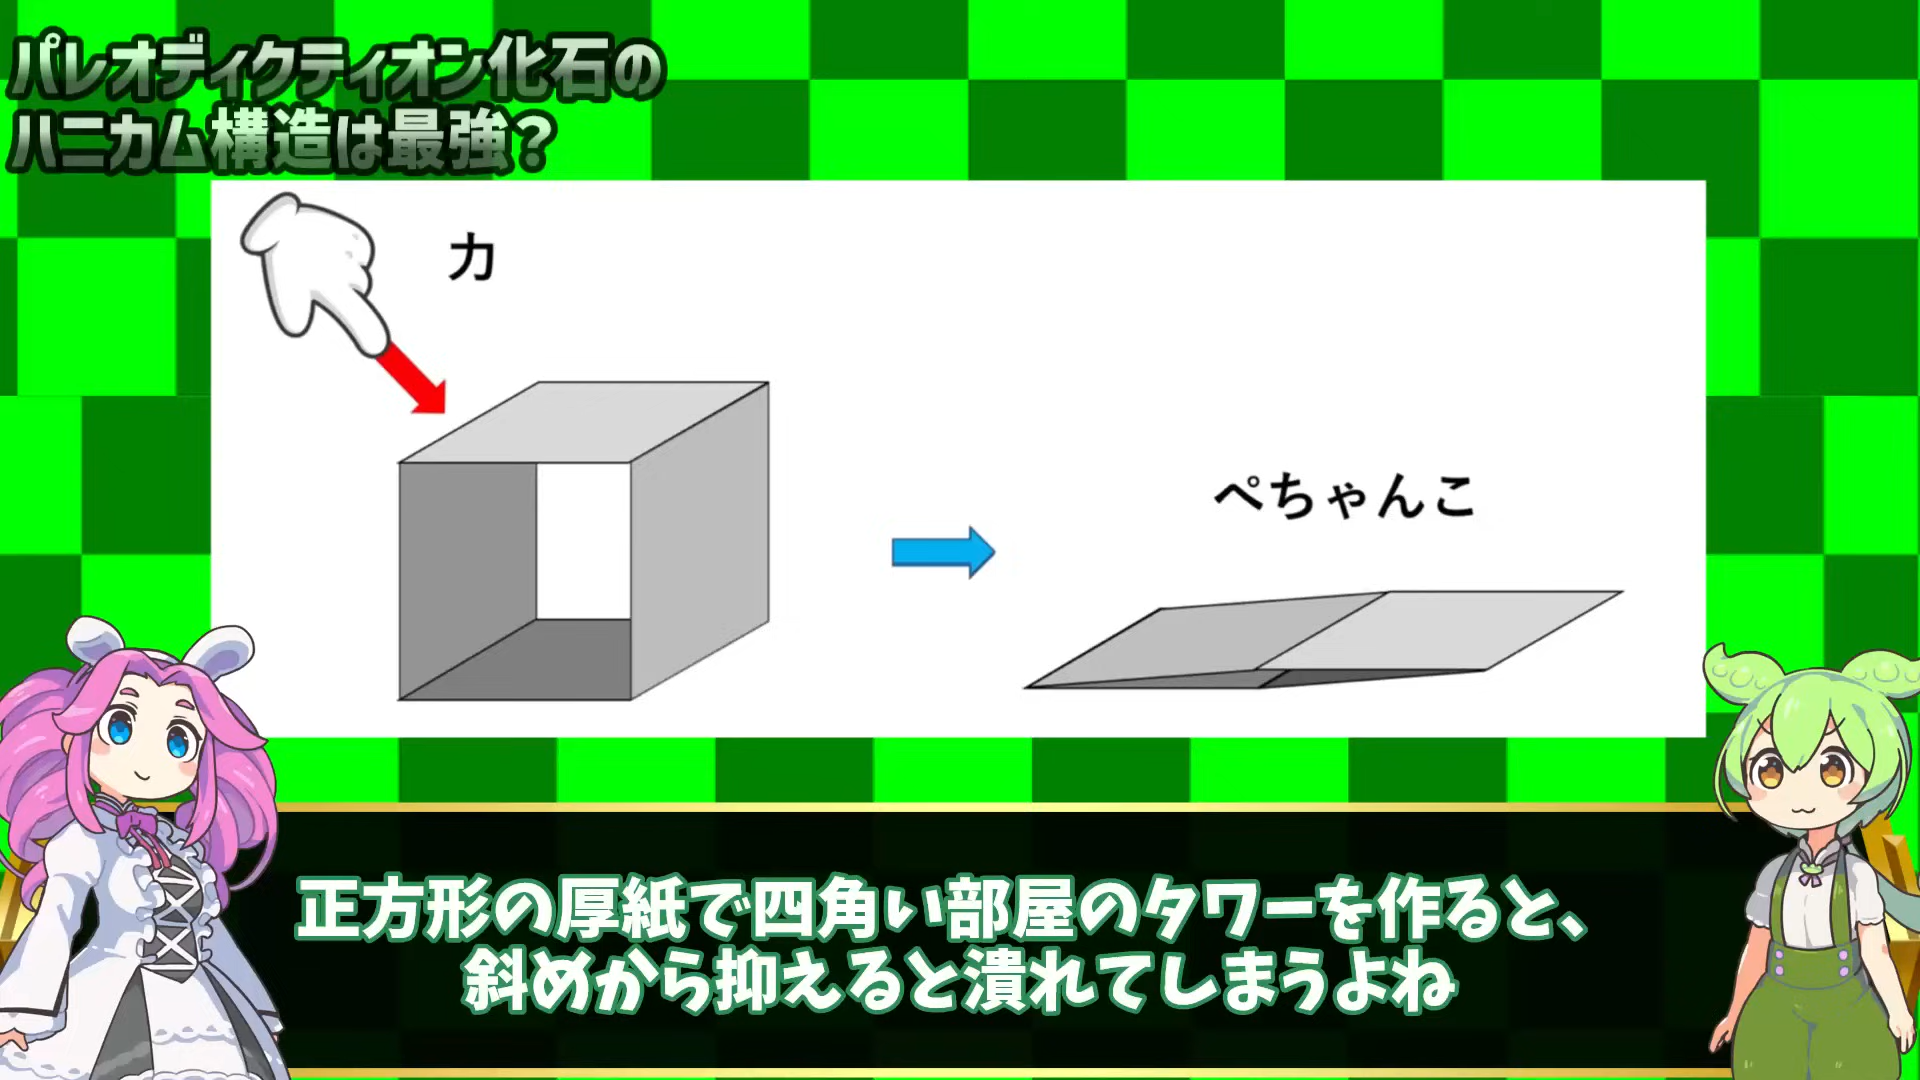 パレオディクティオン化石の
ハニカム構造は最強？
力
ぺちゃんこ
正方形の厚紙で四角い部屋のタワーを作ると、
斜めから抑えると潰れてしまうよね